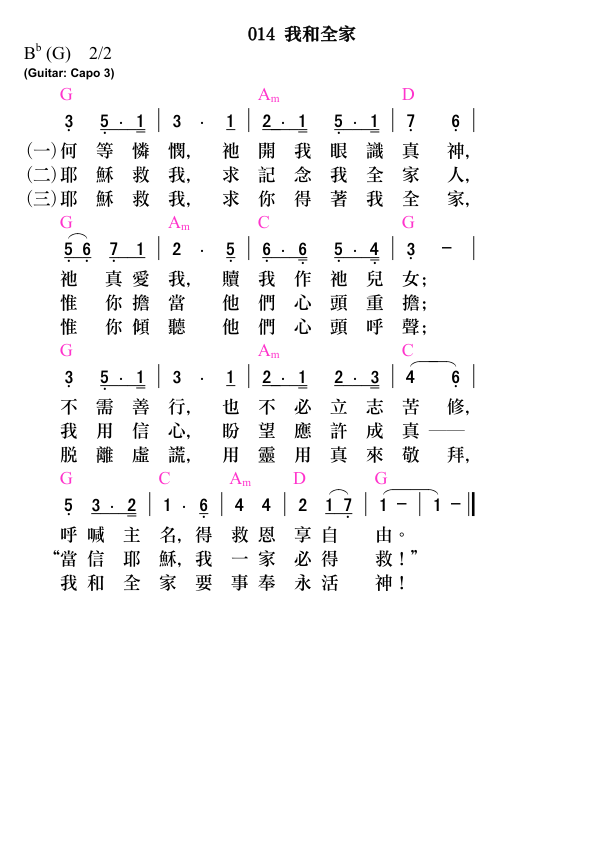 014 我和全家
B♭ (G) 2/2
(Guitar: Capo 3)
G Am D
3 5 · 1 | 3 · 1 | 2 · 1 5 · 1 | 7 6 |
(一)何 等 憐 憫, 祂 開 我 眼 識 真 神,
(二)耶 穌 救 我, 求 記 念 我 全 家 人,
(三)耶 穌 救 我, 求 你 得 著 我 全 家,
G Am C G
5 6 7 1 | 2 · 5 | 6 · 6 5 · 4 | 3 – |
祂 真 愛 我, 贖 我 作 祂 兒 女;
惟 你 擔 當 他 們 心 頭 重 擔;
惟 你 傾 聽 他 們 心 頭 呼 聲;
G Am C
3 5 · 1 | 3 · 1 | 2 · 1 2 · 3 | 4 6 |
不 需 善 行, 也 不 必 立 志 苦 修,
我 用 信 心, 盼 望 應 許 成 真 ——
脱 離 虛 謊, 用 靈 用 真 來 敬 拜,
G C Am D G
5 3 · 2 | 1 · 6 | 4 4 | 2 1 7 | 1 – | 1 – ‖
呼 喊 主 名, 得 救 恩 享 自 由。
“當 信 耶 穌, 我 一 家 必 得 救!”
我 和 全 家 要 事 奉 永 活 神!